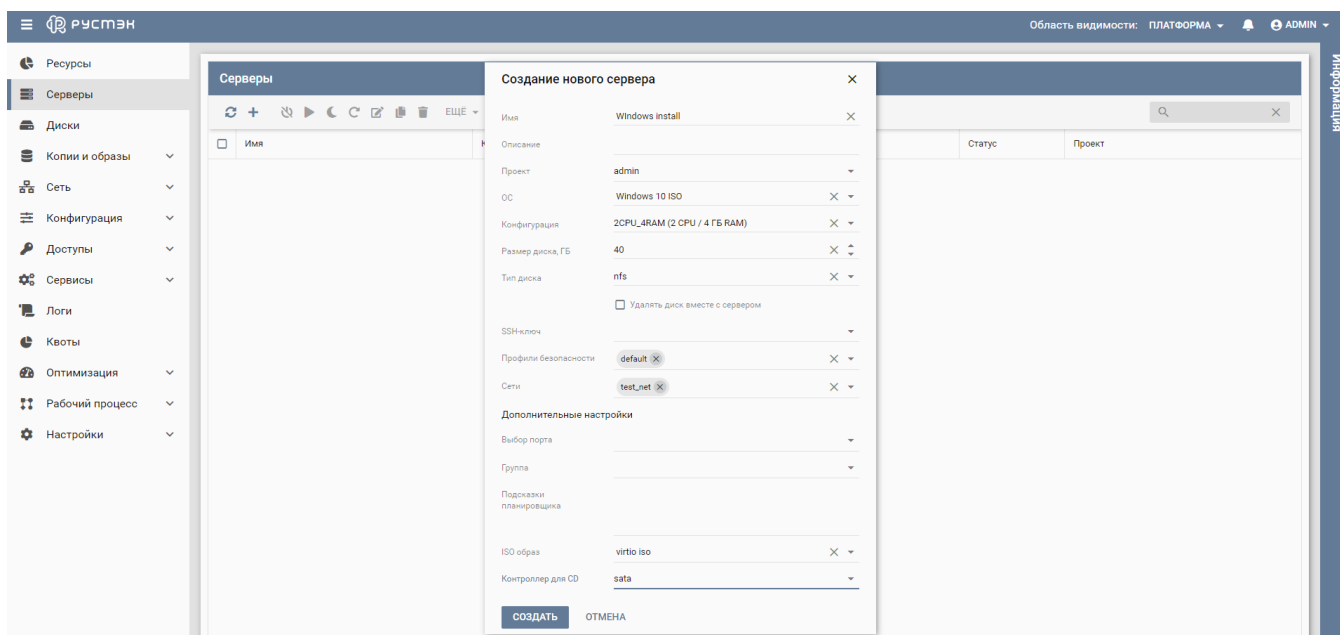 РУСТЭК
Область видимости: ПЛАТФОРМА
ADMIN
Информация
Ресурсы
Серверы
Диски
Копии и образы
Сеть
Конфигурация
Доступы
Сервисы
Логи
Квоты
Оптимизация
Рабочий процесс
Настройки
Серверы
ЕЩЁ
Имя
Статус
Проект
Создание нового сервера
Имя WIndows install
Описание
Проект admin
ОС Windows 10 ISO
Конфигурация 2CPU_4RAM (2 CPU / 4 ГБ RAM)
Размер диска, ГБ 40
Тип диска nfs
Удалять диск вместе с сервером
SSH-ключ
Профили безопасности default
Сети test_net
Дополнительные настройки
Выбор порта
Группа
Подсказки
планировщика
ISO образ virtio iso
Контроллер для CD sata
СОЗДАТЬ ОТМЕНА